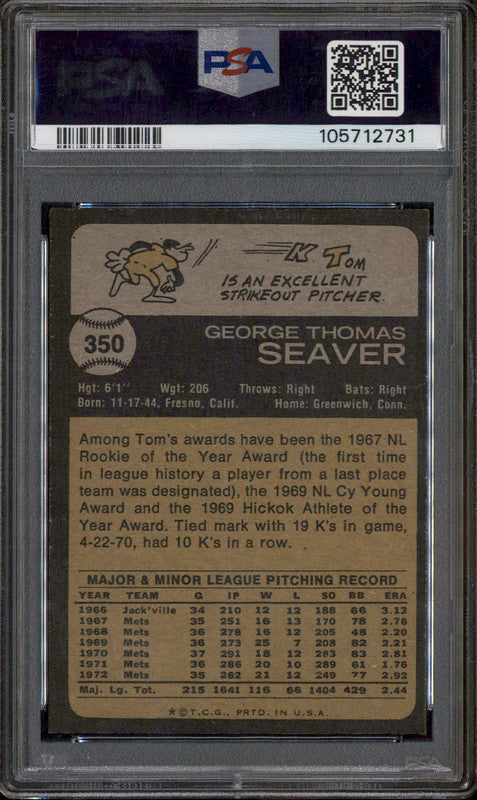 PSA
105712731
K Tom
IS AN EXCELLENT
STRIKEOUT PITCHER.
350
GEORGE THOMAS
SEAVER
Hgt: 6'1" Wgt: 206 Throws: Right Bats: Right
Born: 11-17-44, Fresno, Calif. Home: Greenwich, Conn.
Among Tom's awards have been the 1967 NL
Rookie of the Year Award (the first time
in league history a player from a last place
team was designated), the 1969 NL Cy Young
Award and the 1969 Hickok Athlete of the
Year Award. Tied mark with 19 K's in game,
4-22-70, had 10 K's in a row.
MAJOR & MINOR LEAGUE PITCHING RECORD
YEAR TEAM G IP W L SO BB ERA
1966 Jack'ville 34 210 12 12 188 66 3.13
1967 Mets 35 251 16 13 170 78 2.76
1968 Mets 36 278 16 12 205 48 2.20
1969 Mets 36 273 25 7 208 82 2.21
1970 Mets 37 291 18 12 283 83 2.81
1971 Mets 36 286 20 10 289 61 1.76
1972 Mets 35 262 21 12 249 77 2.92
Maj. Lg. Tot. 215 1641 116 66 1404 429 2.44
*©T.C.G., PRTD. IN U.S.A.